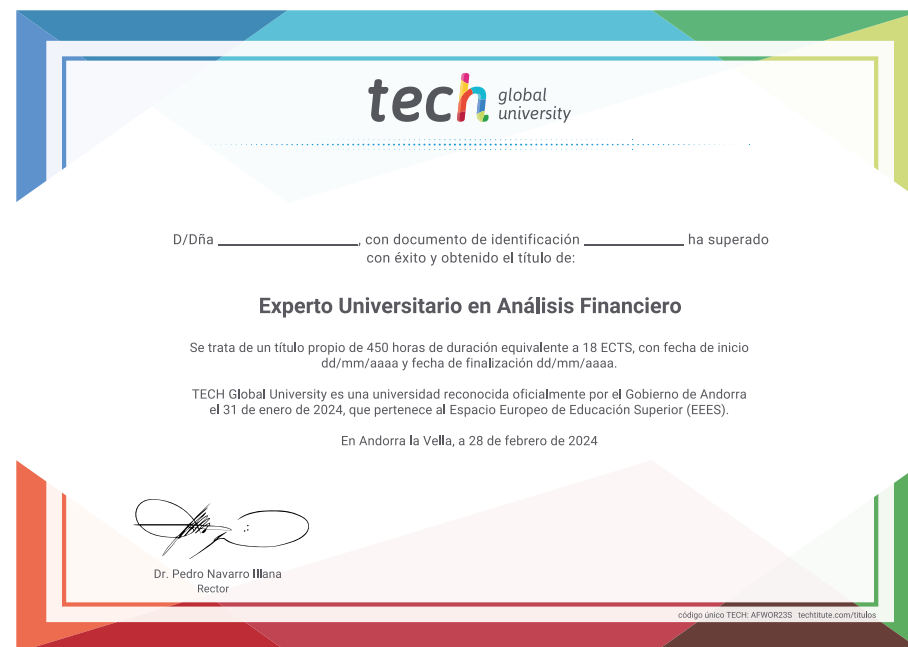 tech global university
D/Dña ______________, con documento de identificación __________ ha superado
con éxito y obtenido el título de:
Experto Universitario en Análisis Financiero
Se trata de un título propio de 450 horas de duración equivalente a 18 ECTS, con fecha de inicio
dd/mm/aaaa y fecha de finalización dd/mm/aaaa.
TECH Global University es una universidad reconocida oficialmente por el Gobierno de Andorra
el 31 de enero de 2024, que pertenece al Espacio Europeo de Educación Superior (EEES).
En Andorra la Vella, a 28 de febrero de 2024
Dr. Pedro Navarro Illana
Rector
código único TECH: AFWOR23S techtitute.com/titulos